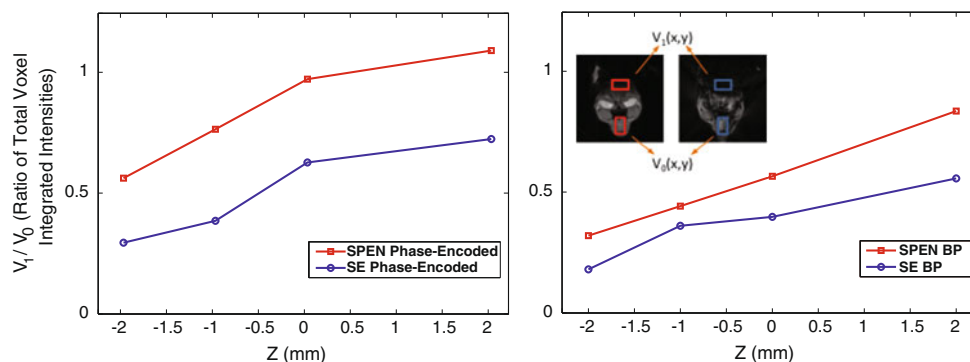 V1/ V0 (Ratio of Total Voxel
Integrated Intensities)
1
0.5
0
-2 -1 -1 -0.5 0 0.5 1 1.5 2
Z (mm)
SPEN Phase-Encoded
SE Phase-Encoded
1
0.5
0
-2 -1 -1 -0.5 0 0.5 1 1.5 2
Z (mm)
V1(x,y)
V0(x,y)
SPEN BP
SE BP